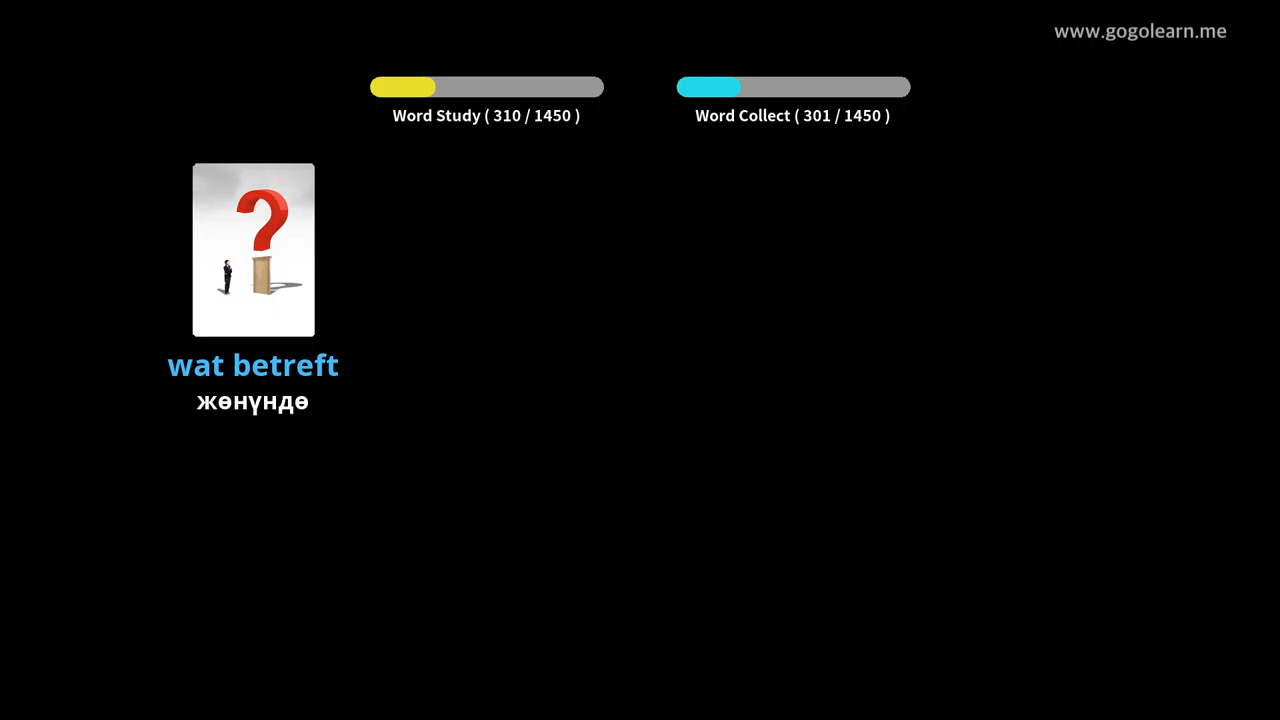 www.gogolearn.me
Word Study ( 310 / 1450 )
Word Collect ( 301 / 1450 )
wat betreft
жөнүндө